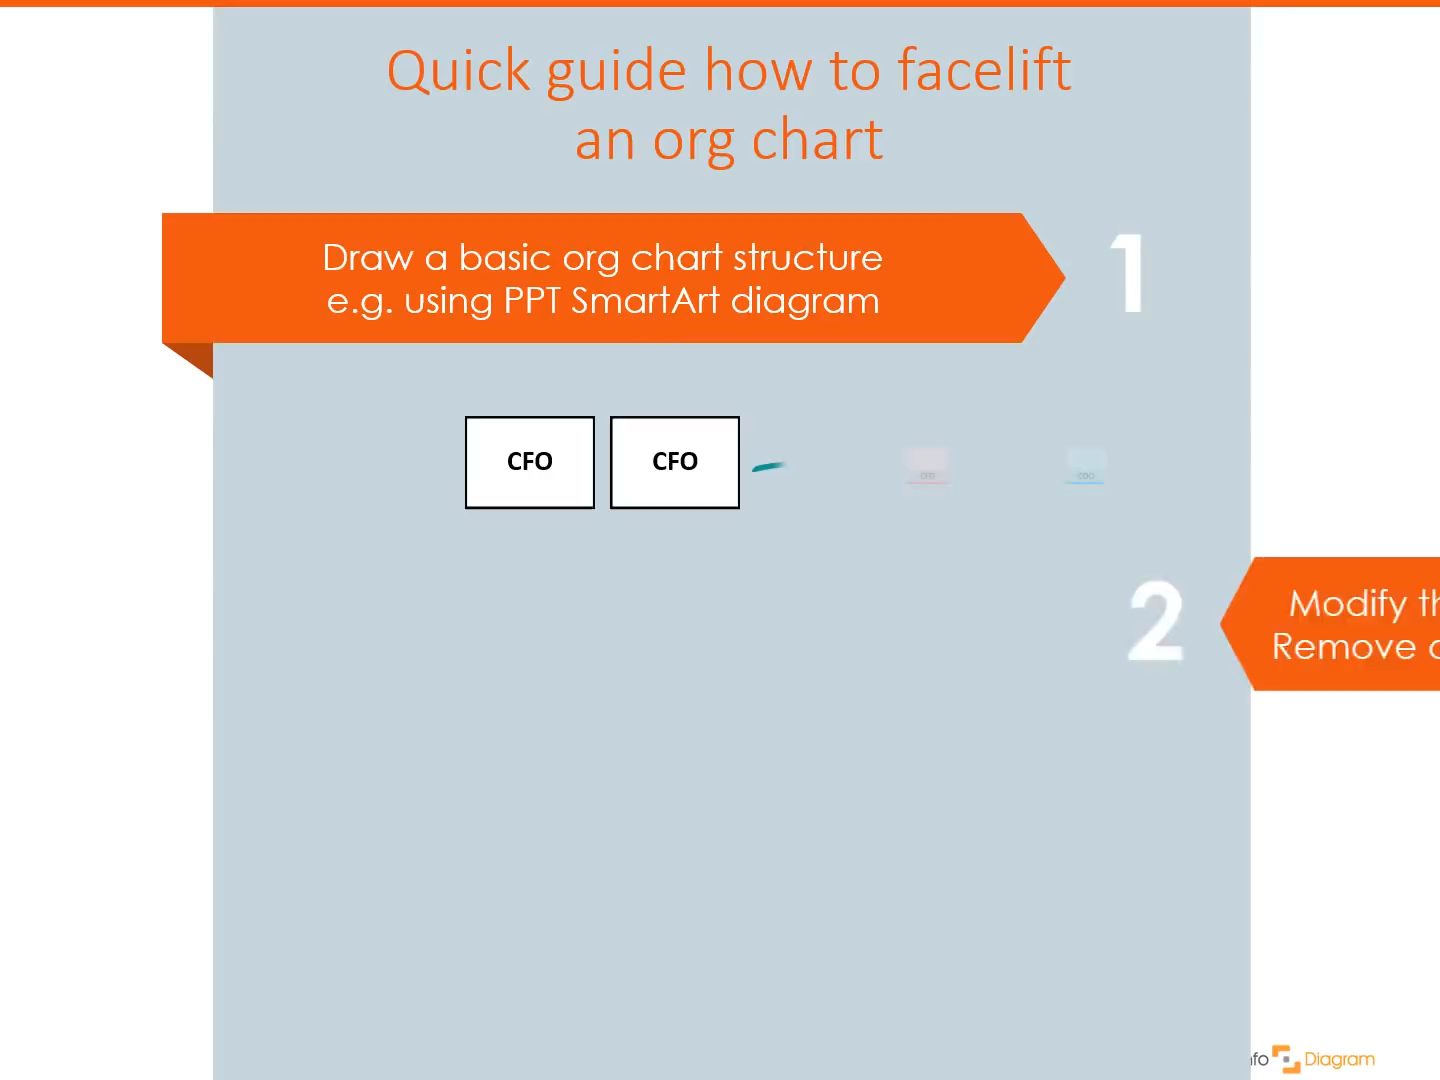 Quick guide how to facelift
an org chart
Draw a basic org chart structure
e.g. using PPT SmartArt diagram
1
CFO
CFO
2
Modify
Remove
Diagram